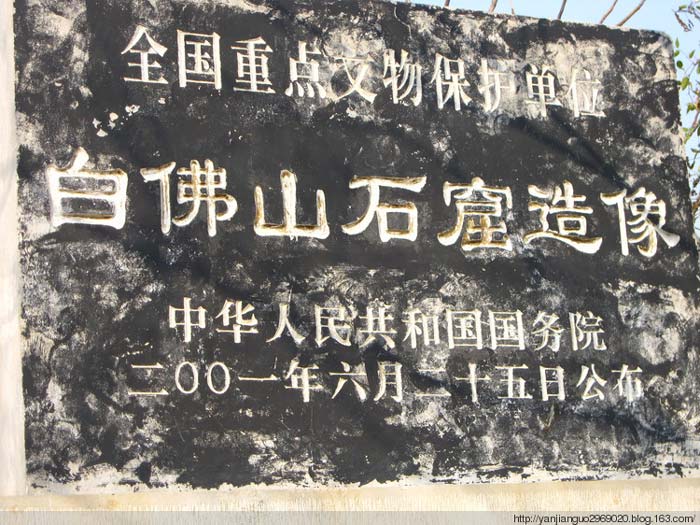 全国重点文物保护单位
白佛山石窟造像
中华人民共和国国务院
二00一年六月二十五日公布
http://yanjianguo2969020.blog.163.com/